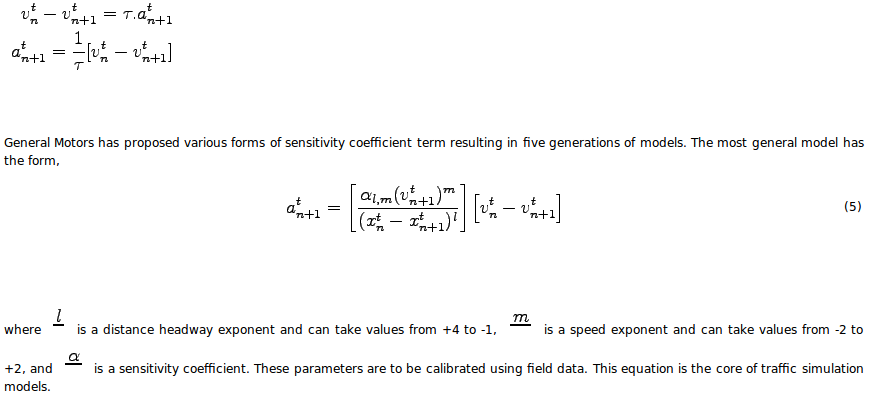 v_n^t − v_{n+1}^t = τ.a_{n+1}^t
a_{n+1}^t = \frac{1}{τ}[v_n^t − v_{n+1}^t]
General Motors has proposed various forms of sensitivity coefficient term resulting in five generations of models. The most general model has
the form,
a_{n+1}^t = \left[\frac{α_{l,m}(v_{n+1}^t)^m}{(x_n^t − x_{n+1}^t)^l}\right] \left[v_n^t − v_{n+1}^t\right] (5)
where l is a distance headway exponent and can take values from +4 to -1, m is a speed exponent and can take values from -2 to
+2, and α is a sensitivity coefficient. These parameters are to be calibrated using field data. This equation is the core of traffic simulation
models.